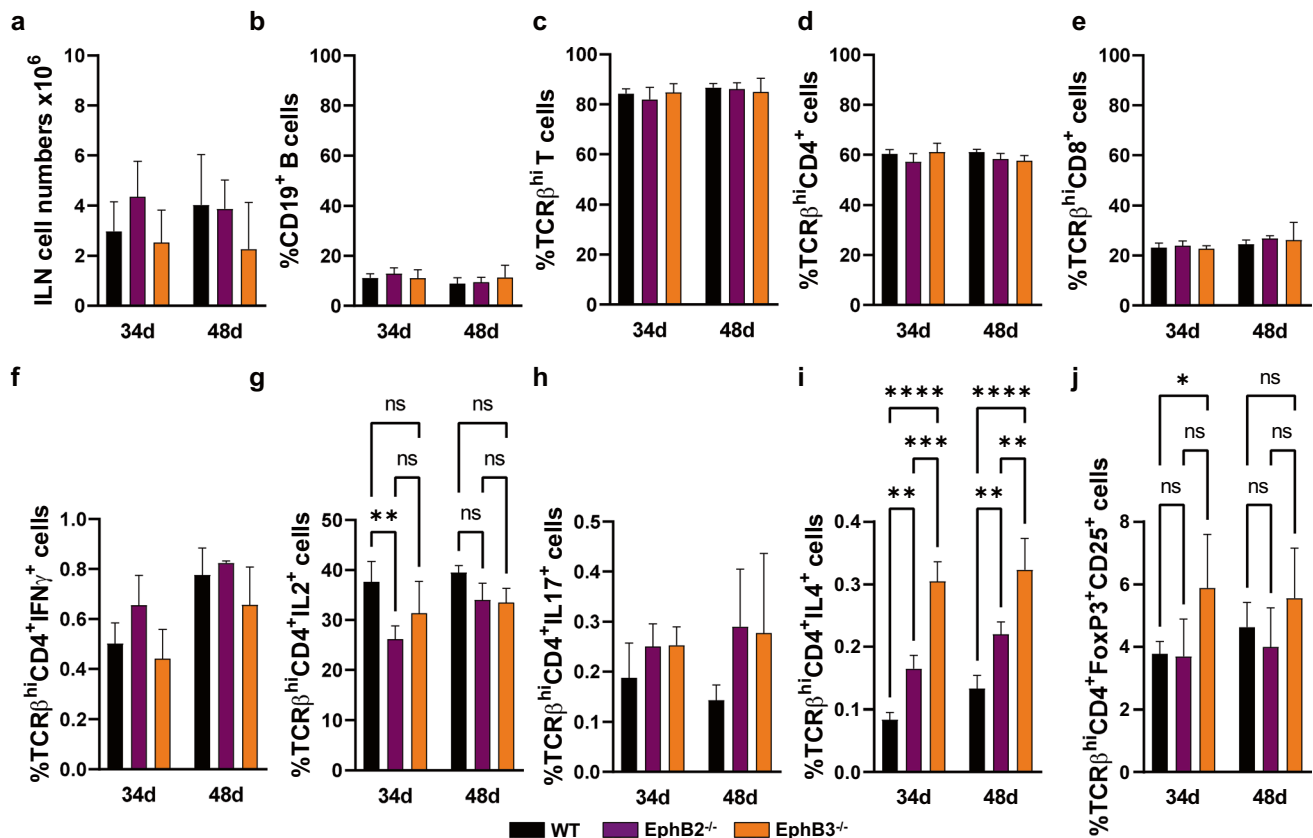 a
ILN cell numbers x10⁶
10
8
6
4
2
0
34d 48d
b
%CD19⁺ B cells
100
80
60
40
20
0
34d 48d
c
%TCRβʰⁱ T cells
100
80
60
40
20
0
34d 48d
d
%TCRβʰⁱCD4⁺ cells
100
80
60
40
20
0
34d 48d
e
%TCRβʰⁱCD8⁺ cells
100
80
60
40
20
0
34d 48d
f
%TCRβʰⁱCD4⁺IFNγ⁺ cells
1.0
0.8
0.6
0.4
0.2
0.0
34d 48d
g
%TCRβʰⁱCD4⁺IL2⁺ cells
ns ns
ns ns
** ns
50
40
30
20
10
0
34d 48d
h
%TCRβʰⁱCD4⁺IL17⁺ cells
0.5
0.4
0.3
0.2
0.1
0.0
34d 48d
i
%TCRβʰⁱCD4⁺IL4⁺ cells
**** ****
*** **
** **
0.4
0.3
0.2
0.1
0.0
34d 48d
j
%TCRβʰⁱCD4⁺FoxP3⁺CD25⁺ cells
* ns
ns ns
ns ns
8
6
4
2
0
34d 48d
WT EphB2⁻/⁻ EphB3⁻/⁻